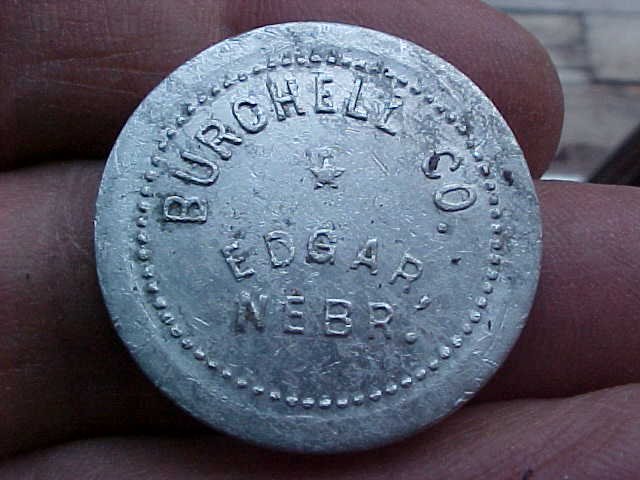 BURCHELL CO.
EDGAR,
NEBR.